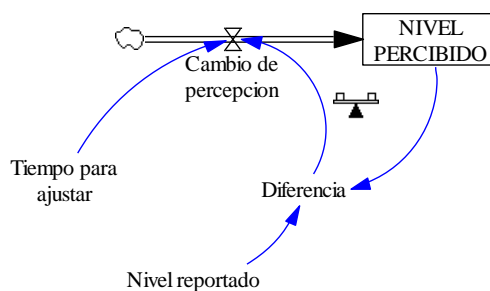 NIVEL
PERCIBIDO
Cambio de
percepcion
Tiempo para
ajustar
Diferencia
Nivel reportado